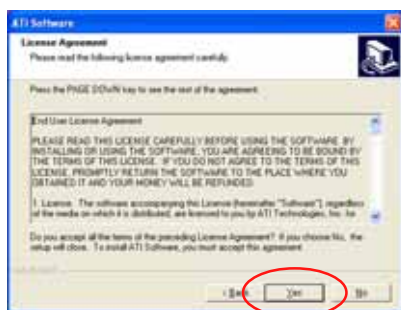 ATI Software
License Agreement
Please read the following license agreement carefully.
Press the PAGE DOWN key to see the rest of the agreement.
End User License Agreement
PLEASE READ THIS LICENSE CAREFULLY BEFORE USING THE SOFTWARE. BY
INSTALLING OR USING THE SOFTWARE, YOU ARE AGREEING TO BE BOUND BY
THE TERMS OF THIS LICENSE. IF YOU DO NOT AGREE TO THE TERMS OF THIS
LICENSE, PROMPTLY RETURN THE SOFTWARE TO THE PLACE WHERE YOU
OBTAINED IT AND YOUR MONEY WILL BE REFUNDED.
1. License. The software accompanying this License (hereinafter "Software"), regardless
of the media on which it is distributed, are licensed to you by ATI Technologies, Inc. for
Do you accept all the terms of the preceding License Agreement? If you choose No, the
setup will close. To install ATI Software, you must accept this agreement.
< Back
Yes
No